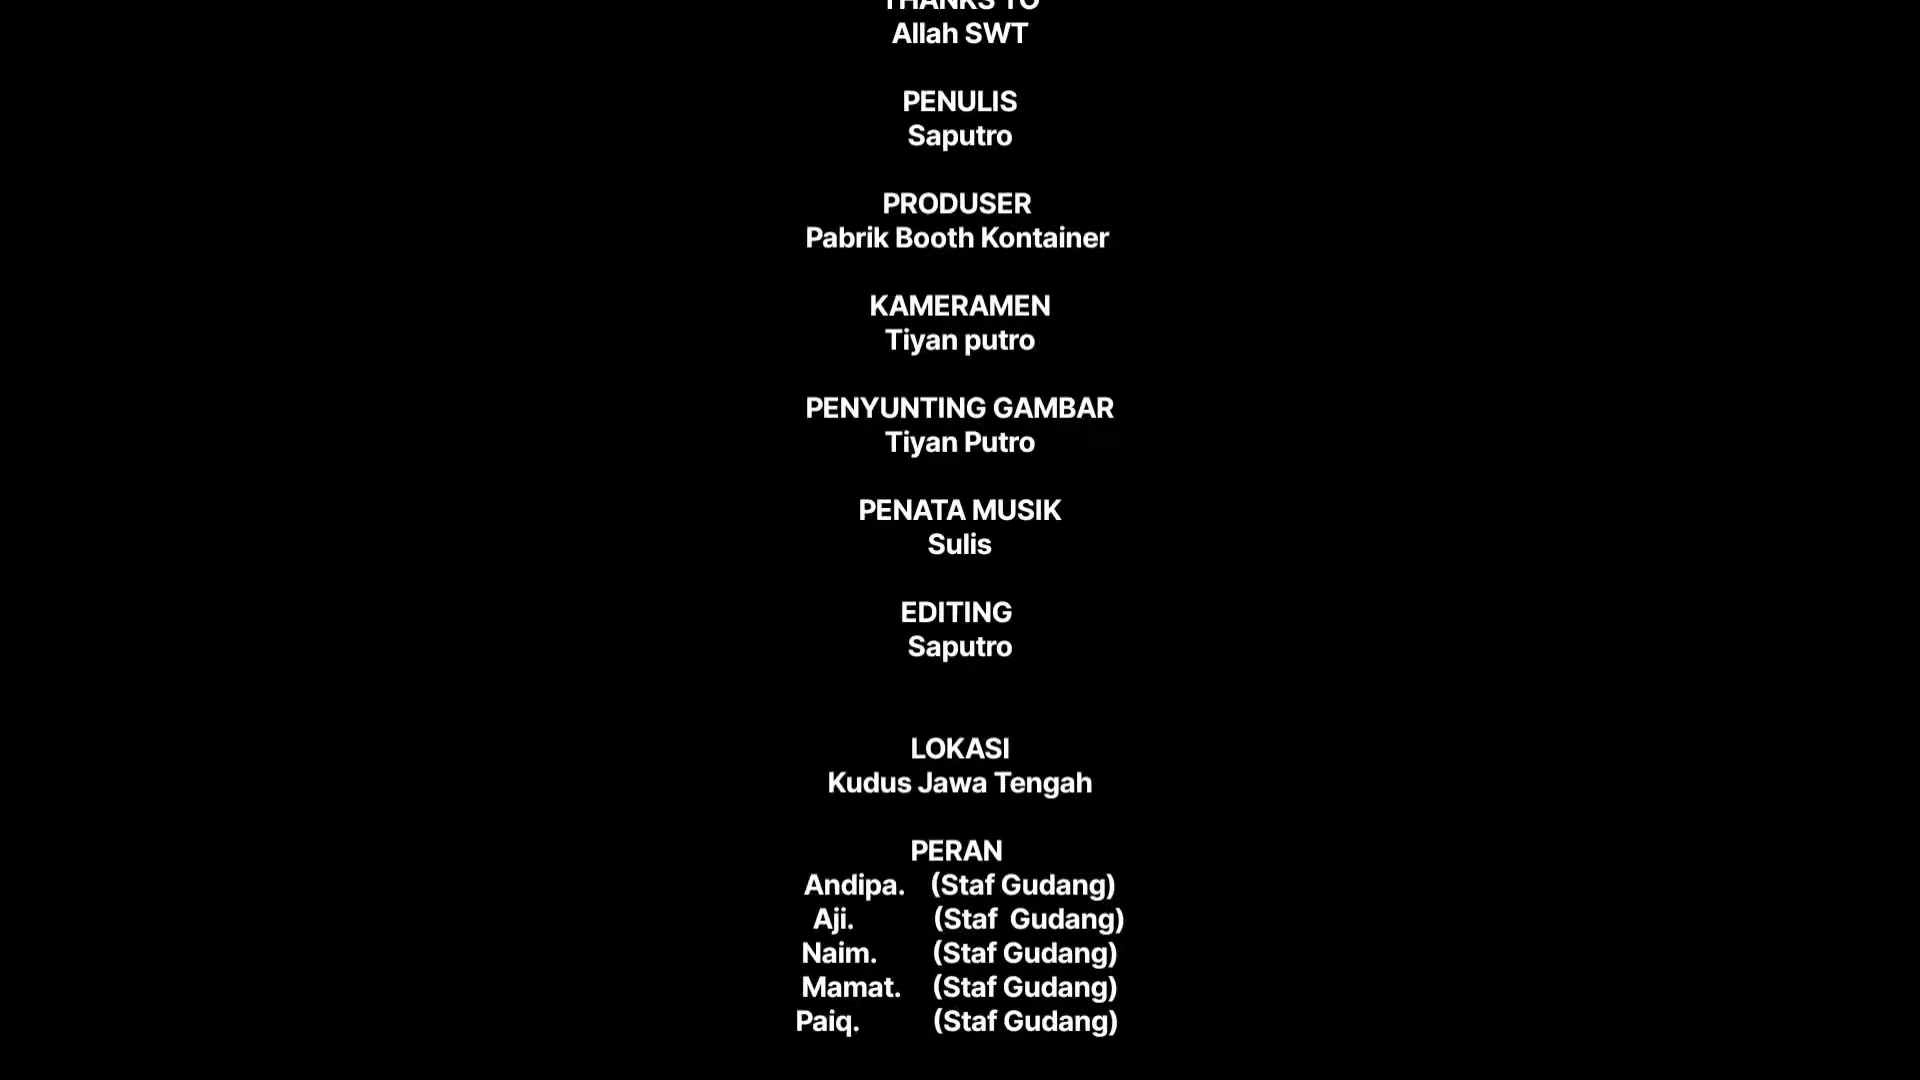 THANKS TO
Allah SWT
PENULIS
Saputro
PRODUSER
Pabrik Booth Kontainer
KAMERAMEN
Tiyan putro
PENYUNTING GAMBAR
Tiyan Putro
PENATA MUSIK
Sulis
EDITING
Saputro
LOKASI
Kudus Jawa Tengah
PERAN
Andipa. (Staf Gudang)
Aji. (Staf Gudang)
Naim. (Staf Gudang)
Mamat. (Staf Gudang)
Paiq. (Staf Gudang)